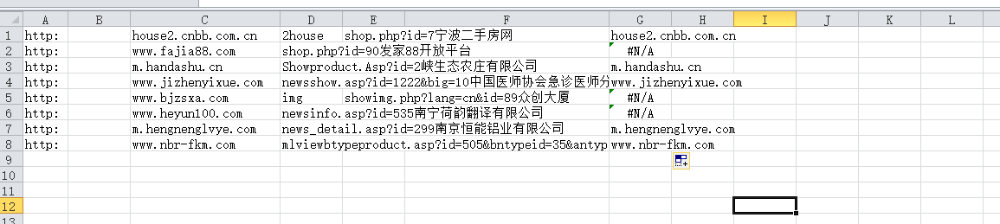 A B C D E F G H I J K L
1 http: house2.cnbb.com.cn 2house shop.php?id=7宁波二手房网 house2.cnbb.com.cn
2 http: www.fajia88.com shop.php?id=90发家88开放平台 #N/A
3 http: m.handashu.cn Showproduct.Asp?id=2峡生态农庄有限公司 m.handashu.cn
4 http: www.jizhenyixue.com newsshow.asp?id=1222&big=10中国医师协会急诊医师分 www.jizhenyixue.com
5 http: www.bjzsxa.com img showimg.php?lang=cn&id=89众创大厦 #N/A
6 http: www.heyun100.com newsinfo.asp?id=535南宁荷韵翻译有限公司 #N/A
7 http: m.hengnenglvye.com news_detail.asp?id=299南京恒能铝业有限公司 m.hengnenglvye.com
8 http: www.nbr-fkm.com mlviewbtypeproduct.asp?id=505&bntypeid=35&antyp www.nbr-fkm.com
9
10
11
12
13